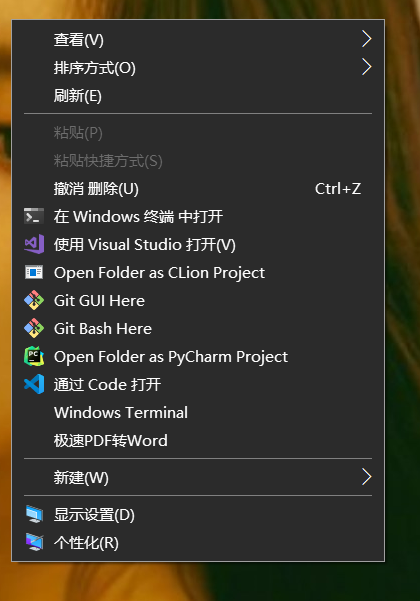 查看(V)
排序方式(O)
刷新(E)
粘贴(P)
粘贴快捷方式(S)
撤消 删除(U) Ctrl+Z
在 Windows 终端 中打开
使用 Visual Studio 打开(V)
Open Folder as CLion Project
Git GUI Here
Git Bash Here
PC Open Folder as PyCharm Project
通过 Code 打开
Windows Terminal
极速PDF转Word
新建(W)
显示设置(D)
个性化(R)